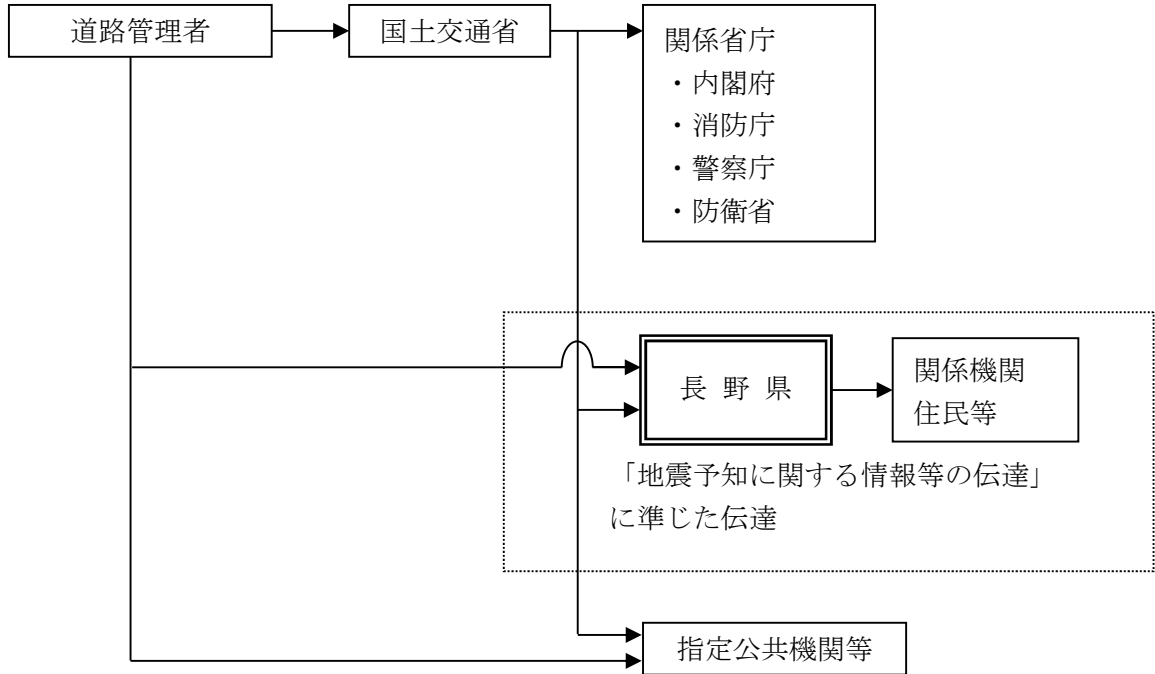 道路管理者
国土交通省
関係省庁
・内閣府
・消防庁
・警察庁
・防衛省
長 野 県
関係機関
住民等
「地震予知に関する情報等の伝達」
に準じた伝達
指定公共機関等